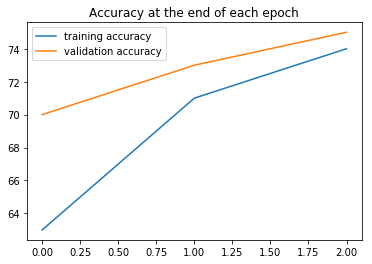 Accuracy at the end of each epoch
training accuracy
validation accuracy
74
72
70
68
66
64
0.00 0.25 0.50 0.75 1.00 1.25 1.50 1.75 2.00